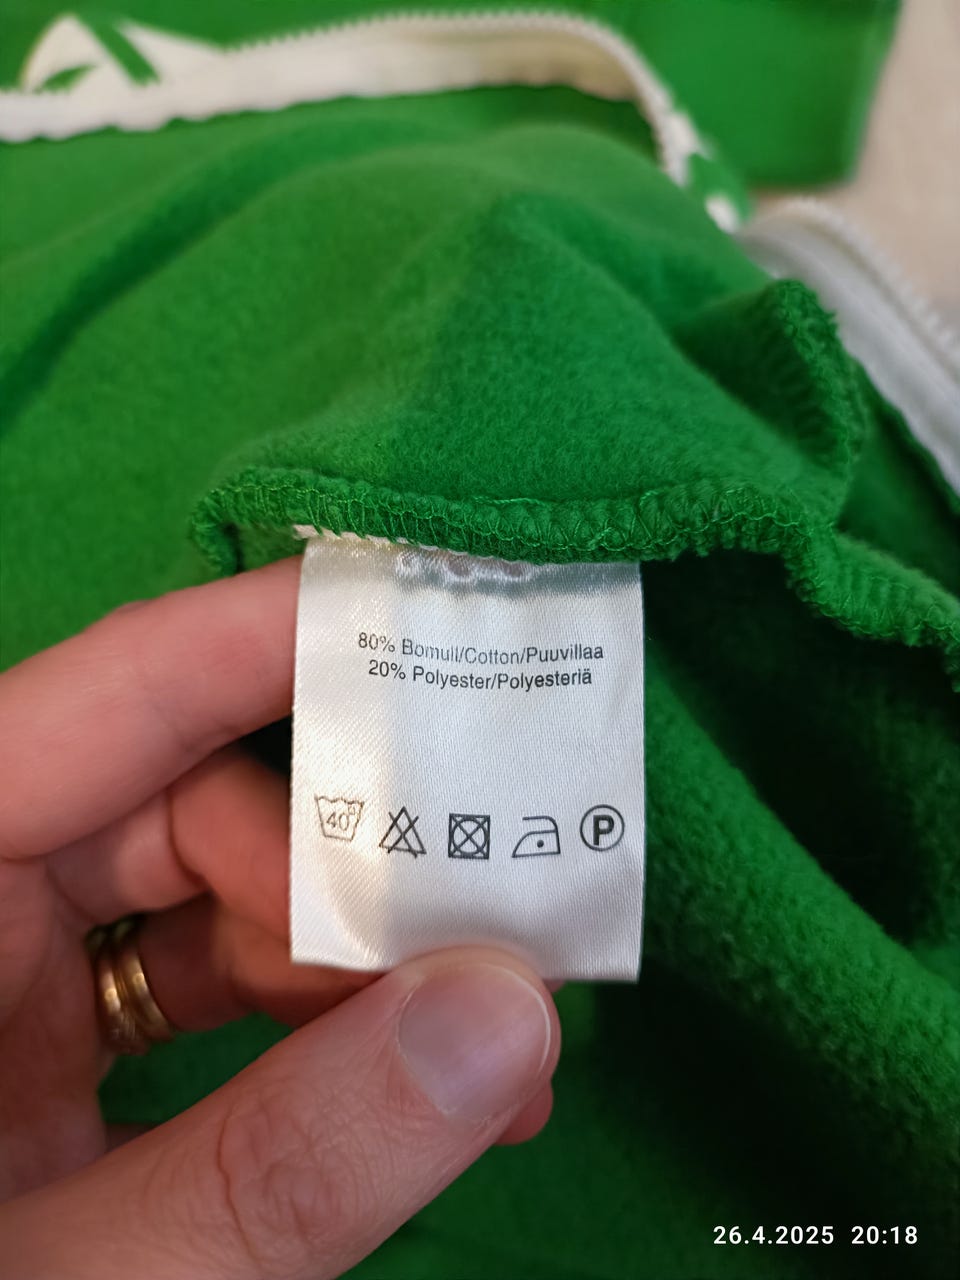 80% Bomull/Cotton/Puuvillaa
20% Polyester/Polyesteriä
40° P
26.4.2025 20:18